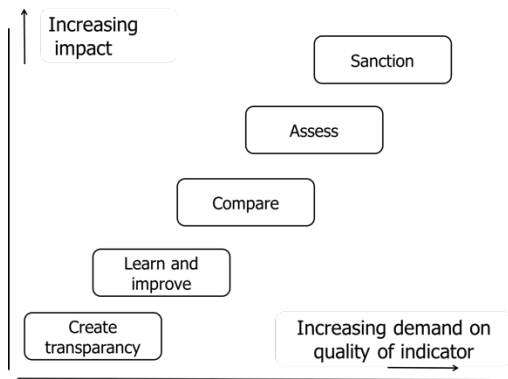 Increasing
impact
Sanction
Assess
Compare
Learn and
improve
Create
transparancy
Increasing demand on
quality of indicator